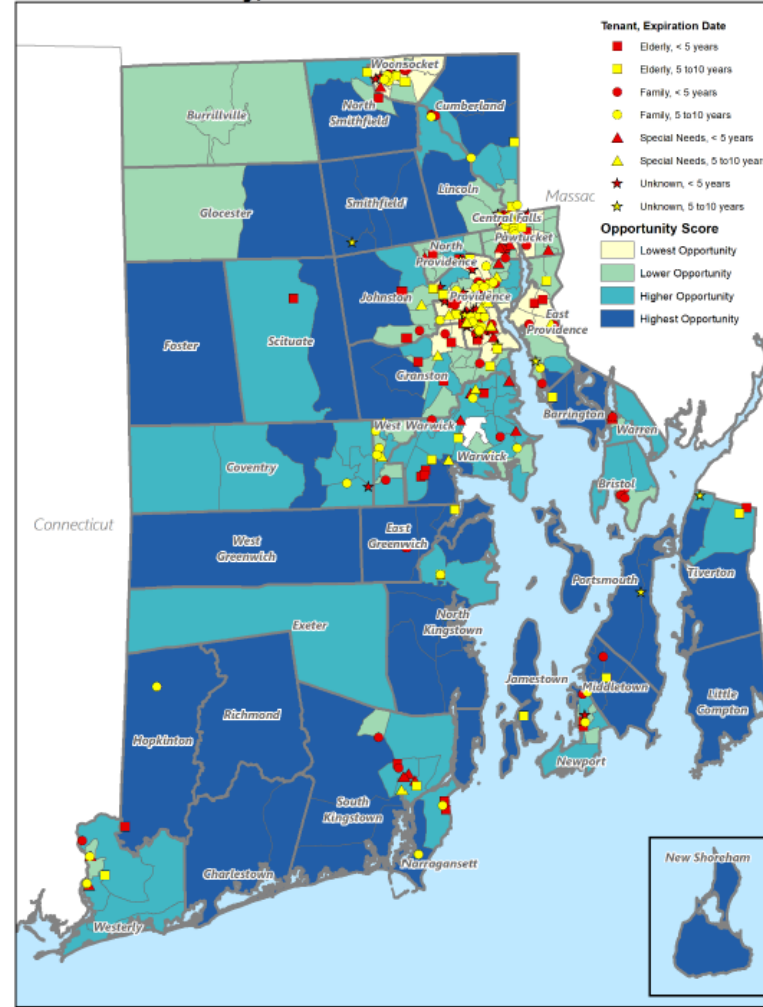 Tenant, Expiration Date
Elderly, < 5 years
Elderly, 5 to10 years
Family, < 5 years
Family, 5 to10 years
Special Needs, < 5 years
Special Needs, 5 to10 year
Unknown, < 5 years
Unknown, 5 to10 years
Opportunity Score
Lowest Opportunity
Lower Opportunity
Higher Opportunity
Highest Opportunity
Woonsocket
North
Smithfield
Cumberland
Burrillville
Glocester
Smithfield
Lincoln
Massac
Central Falls
Pawtucket
North
Providence
Johnston
Providence
East
Providence
Foster
Scituate
Cranston
Barrington
Warren
West Warwick
Warwick
Coventry
Bristol
Connecticut
West
Greenwich
East
Greenwich
Tiverton
Portsmouth
Exeter
North
Kingstown
Jamestown
Middletown
Little
Compton
Richmond
Hopkinton
Newport
South
Kingstown
Narragansett
Charlestown
Westerly
New Shoreham